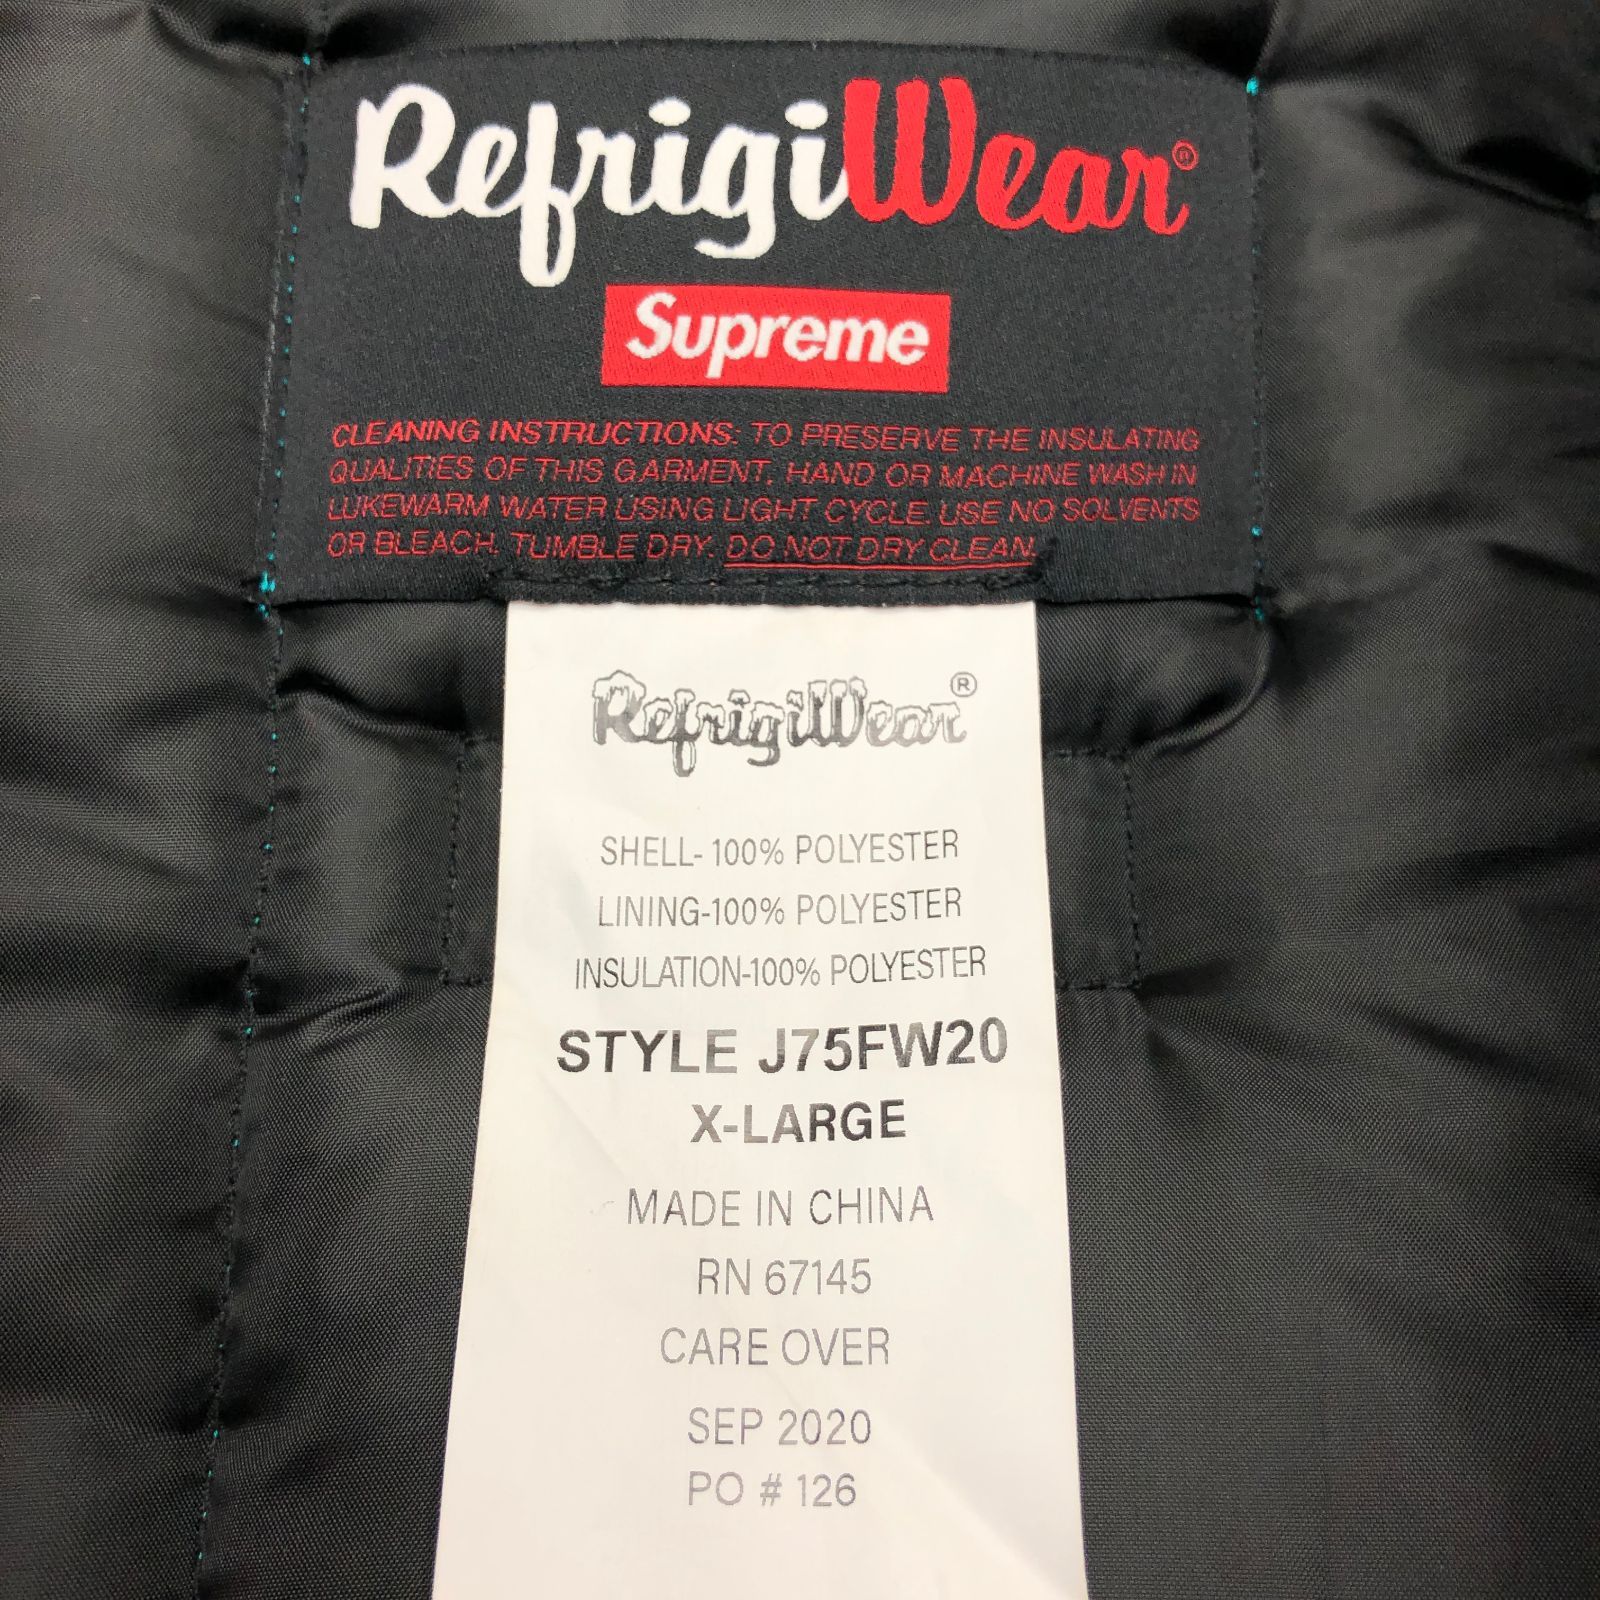 RefrigiWear®
Supreme
CLEANING INSTRUCTIONS: TO PRESERVE THE INSULATING
QUALITIES OF THIS GARMENT, HAND OR MACHINE WASH IN
LUKEWARM WATER USING LIGHT CYCLE. USE NO SOLVENTS
OR BLEACH. TUMBLE DRY. DO NOT DRY CLEAN.
RefrigiWear®
SHELL- 100% POLYESTER
LINING-100% POLYESTER
INSULATION-100% POLYESTER
STYLE J75FW20
X-LARGE
MADE IN CHINA
RN 67145
CARE OVER
SEP 2020
PO # 126